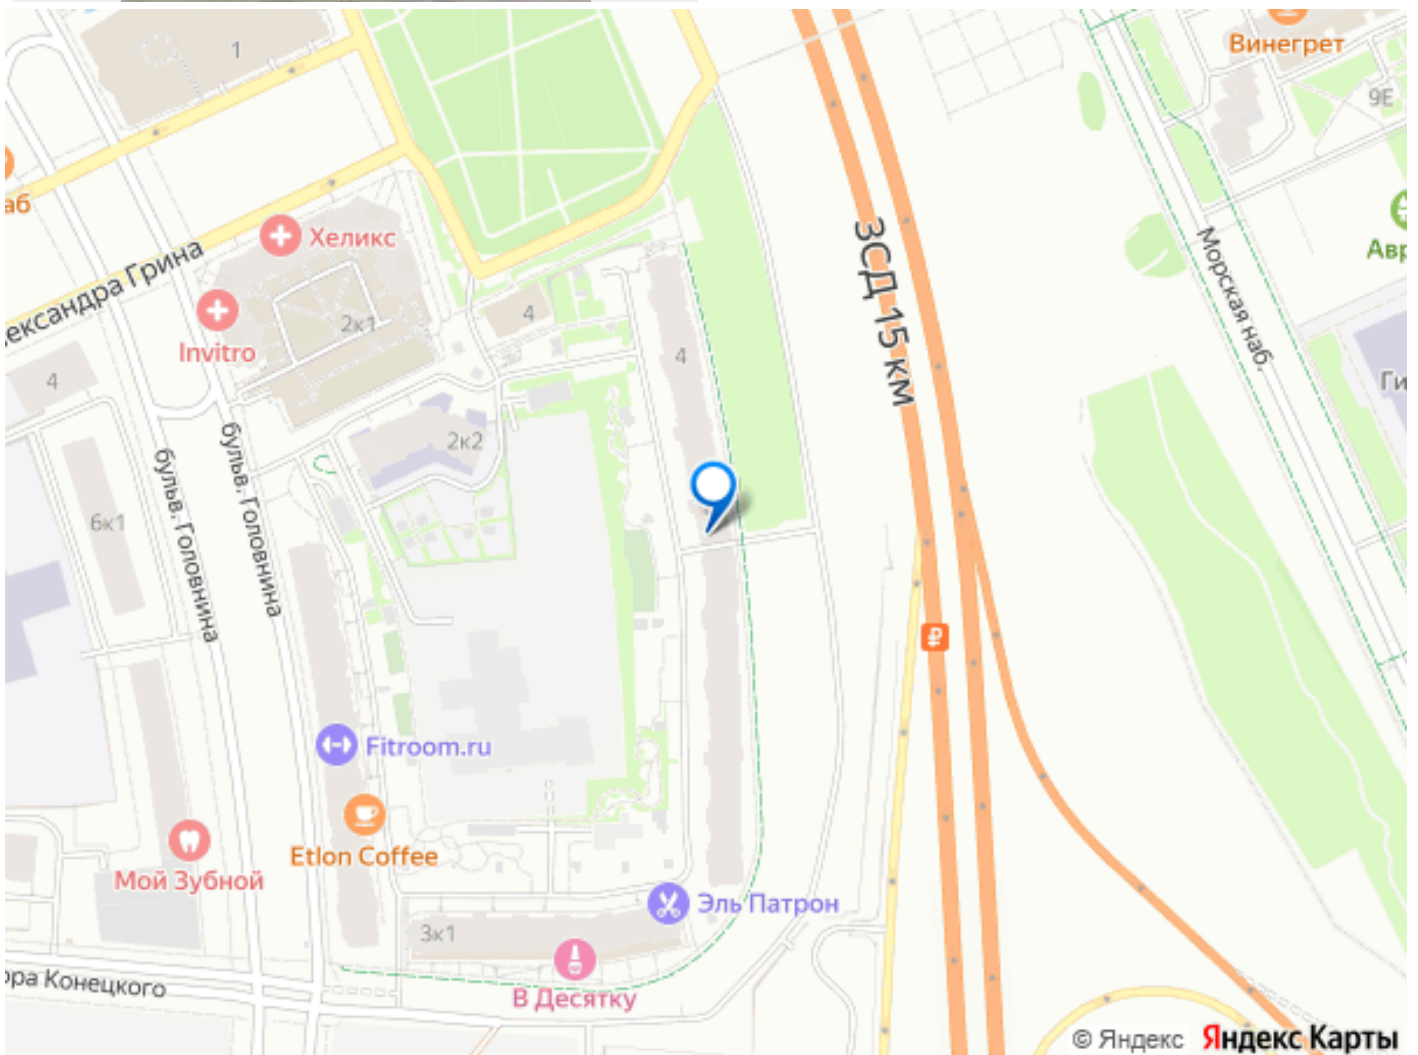 1
Винегрет
9Е
аб
Хеликс
Морская наб.
Авр
ександра Грина
ЗСД 15 км
4
2к1
Invitro
4
4
Ги
2к2
бульв. Головнина
бульв. Головнина
6к1
₽
Fitroom.ru
Etlon Coffee
Мой Зубной
Эль Патрон
3к1
В Десятку
ора Конецкого
© Яндекс Яндекс Карты